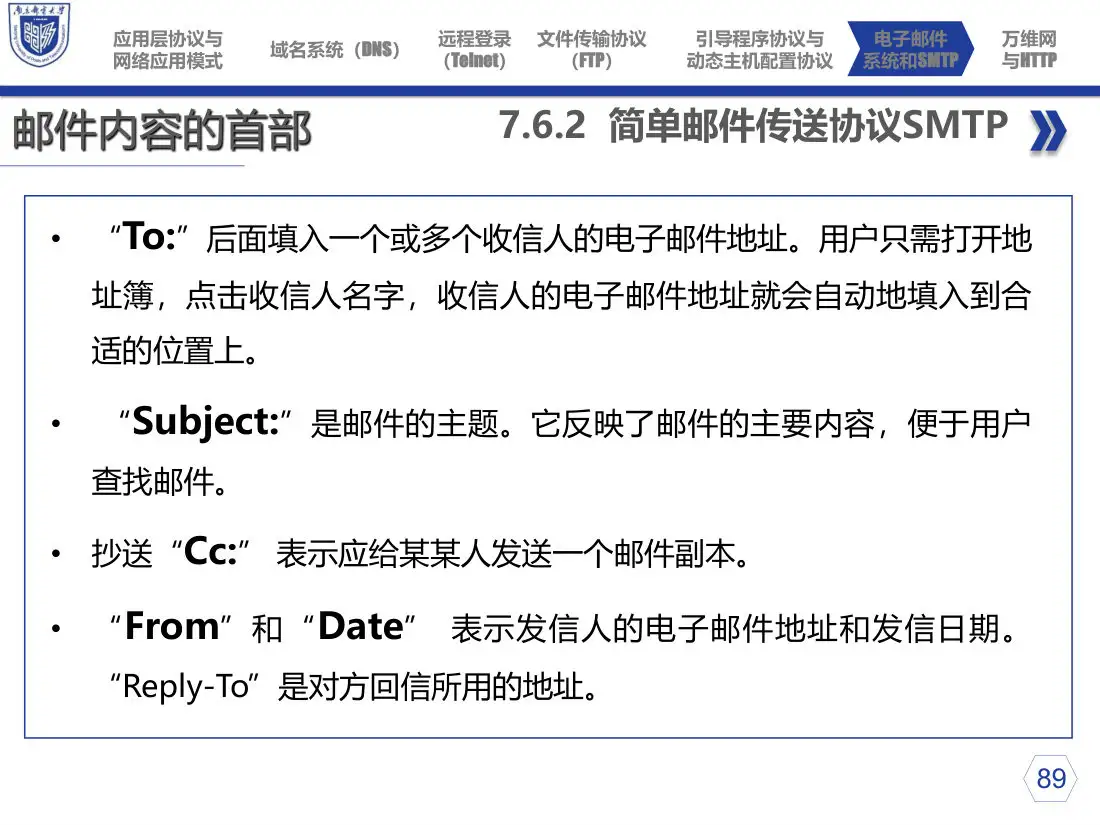 南京邮电大学
应用层协议与
网络应用模式
域名系统（DNS）
远程登录
（Telnet）
文件传输协议
（FTP）
引导程序协议与
动态主机配置协议
电子邮件
系统和SMTP
万维网
与HTTP
邮件内容的首部
7.6.2 简单邮件传送协议SMTP
• “To:”后面填入一个或多个收信人的电子邮件地址。用户只需打开地
址簿，点击收信人名字，收信人的电子邮件地址就会自动地填入到合
适的位置上。
• “Subject:”是邮件的主题。它反映了邮件的主要内容，便于用户
查找邮件。
• 抄送“Cc:” 表示应给某某人发送一个邮件副本。
• “From”和“Date” 表示发信人的电子邮件地址和发信日期。
“Reply-To”是对方回信所用的地址。
89